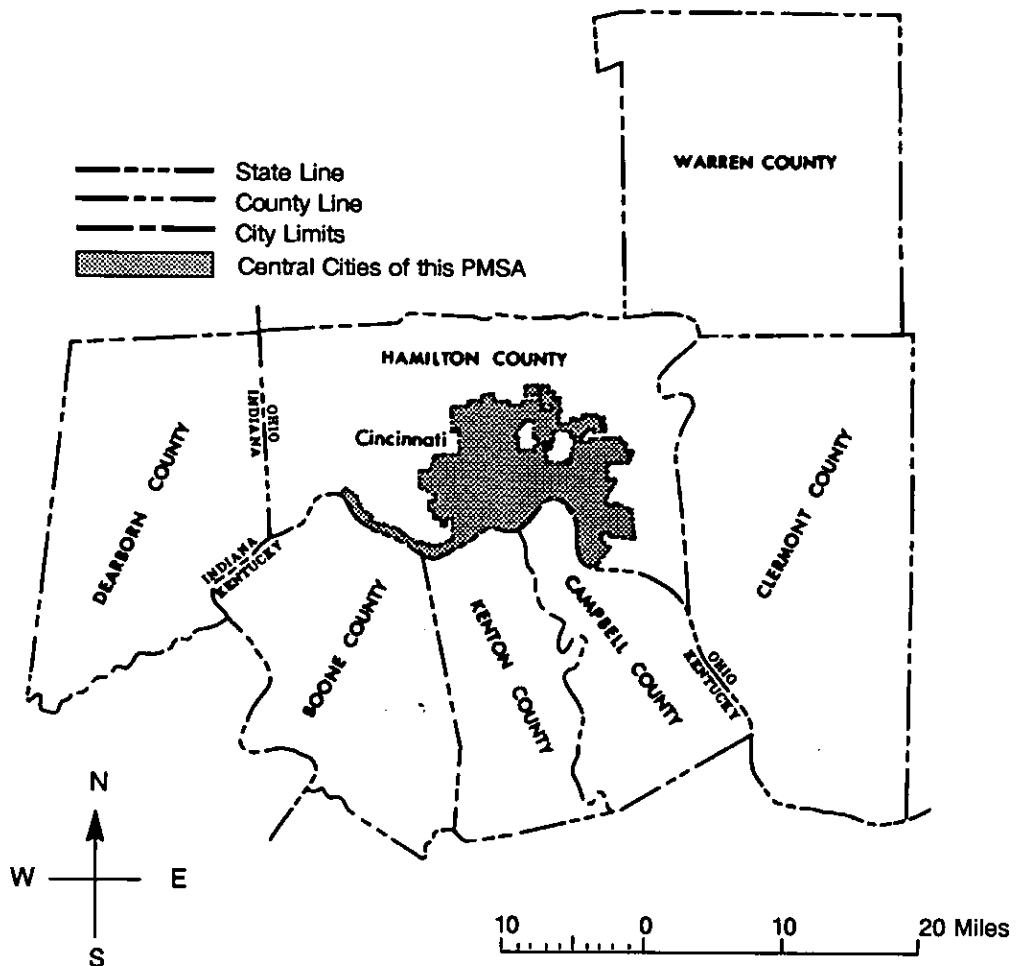 WARREN COUNTY
State Line
County Line
City Limits
Central Cities of this PMSA
HAMILTON COUNTY
OHIO
INDIANA
Cincinnati
DEARBORN COUNTY
CLERMONT COUNTY
INDIANA
KENTUCKY
BOONE COUNTY
KENTON COUNTY
CAMPBELL COUNTY
OHIO
KENTUCKY
N
W E
S
10 0 10 20 Miles